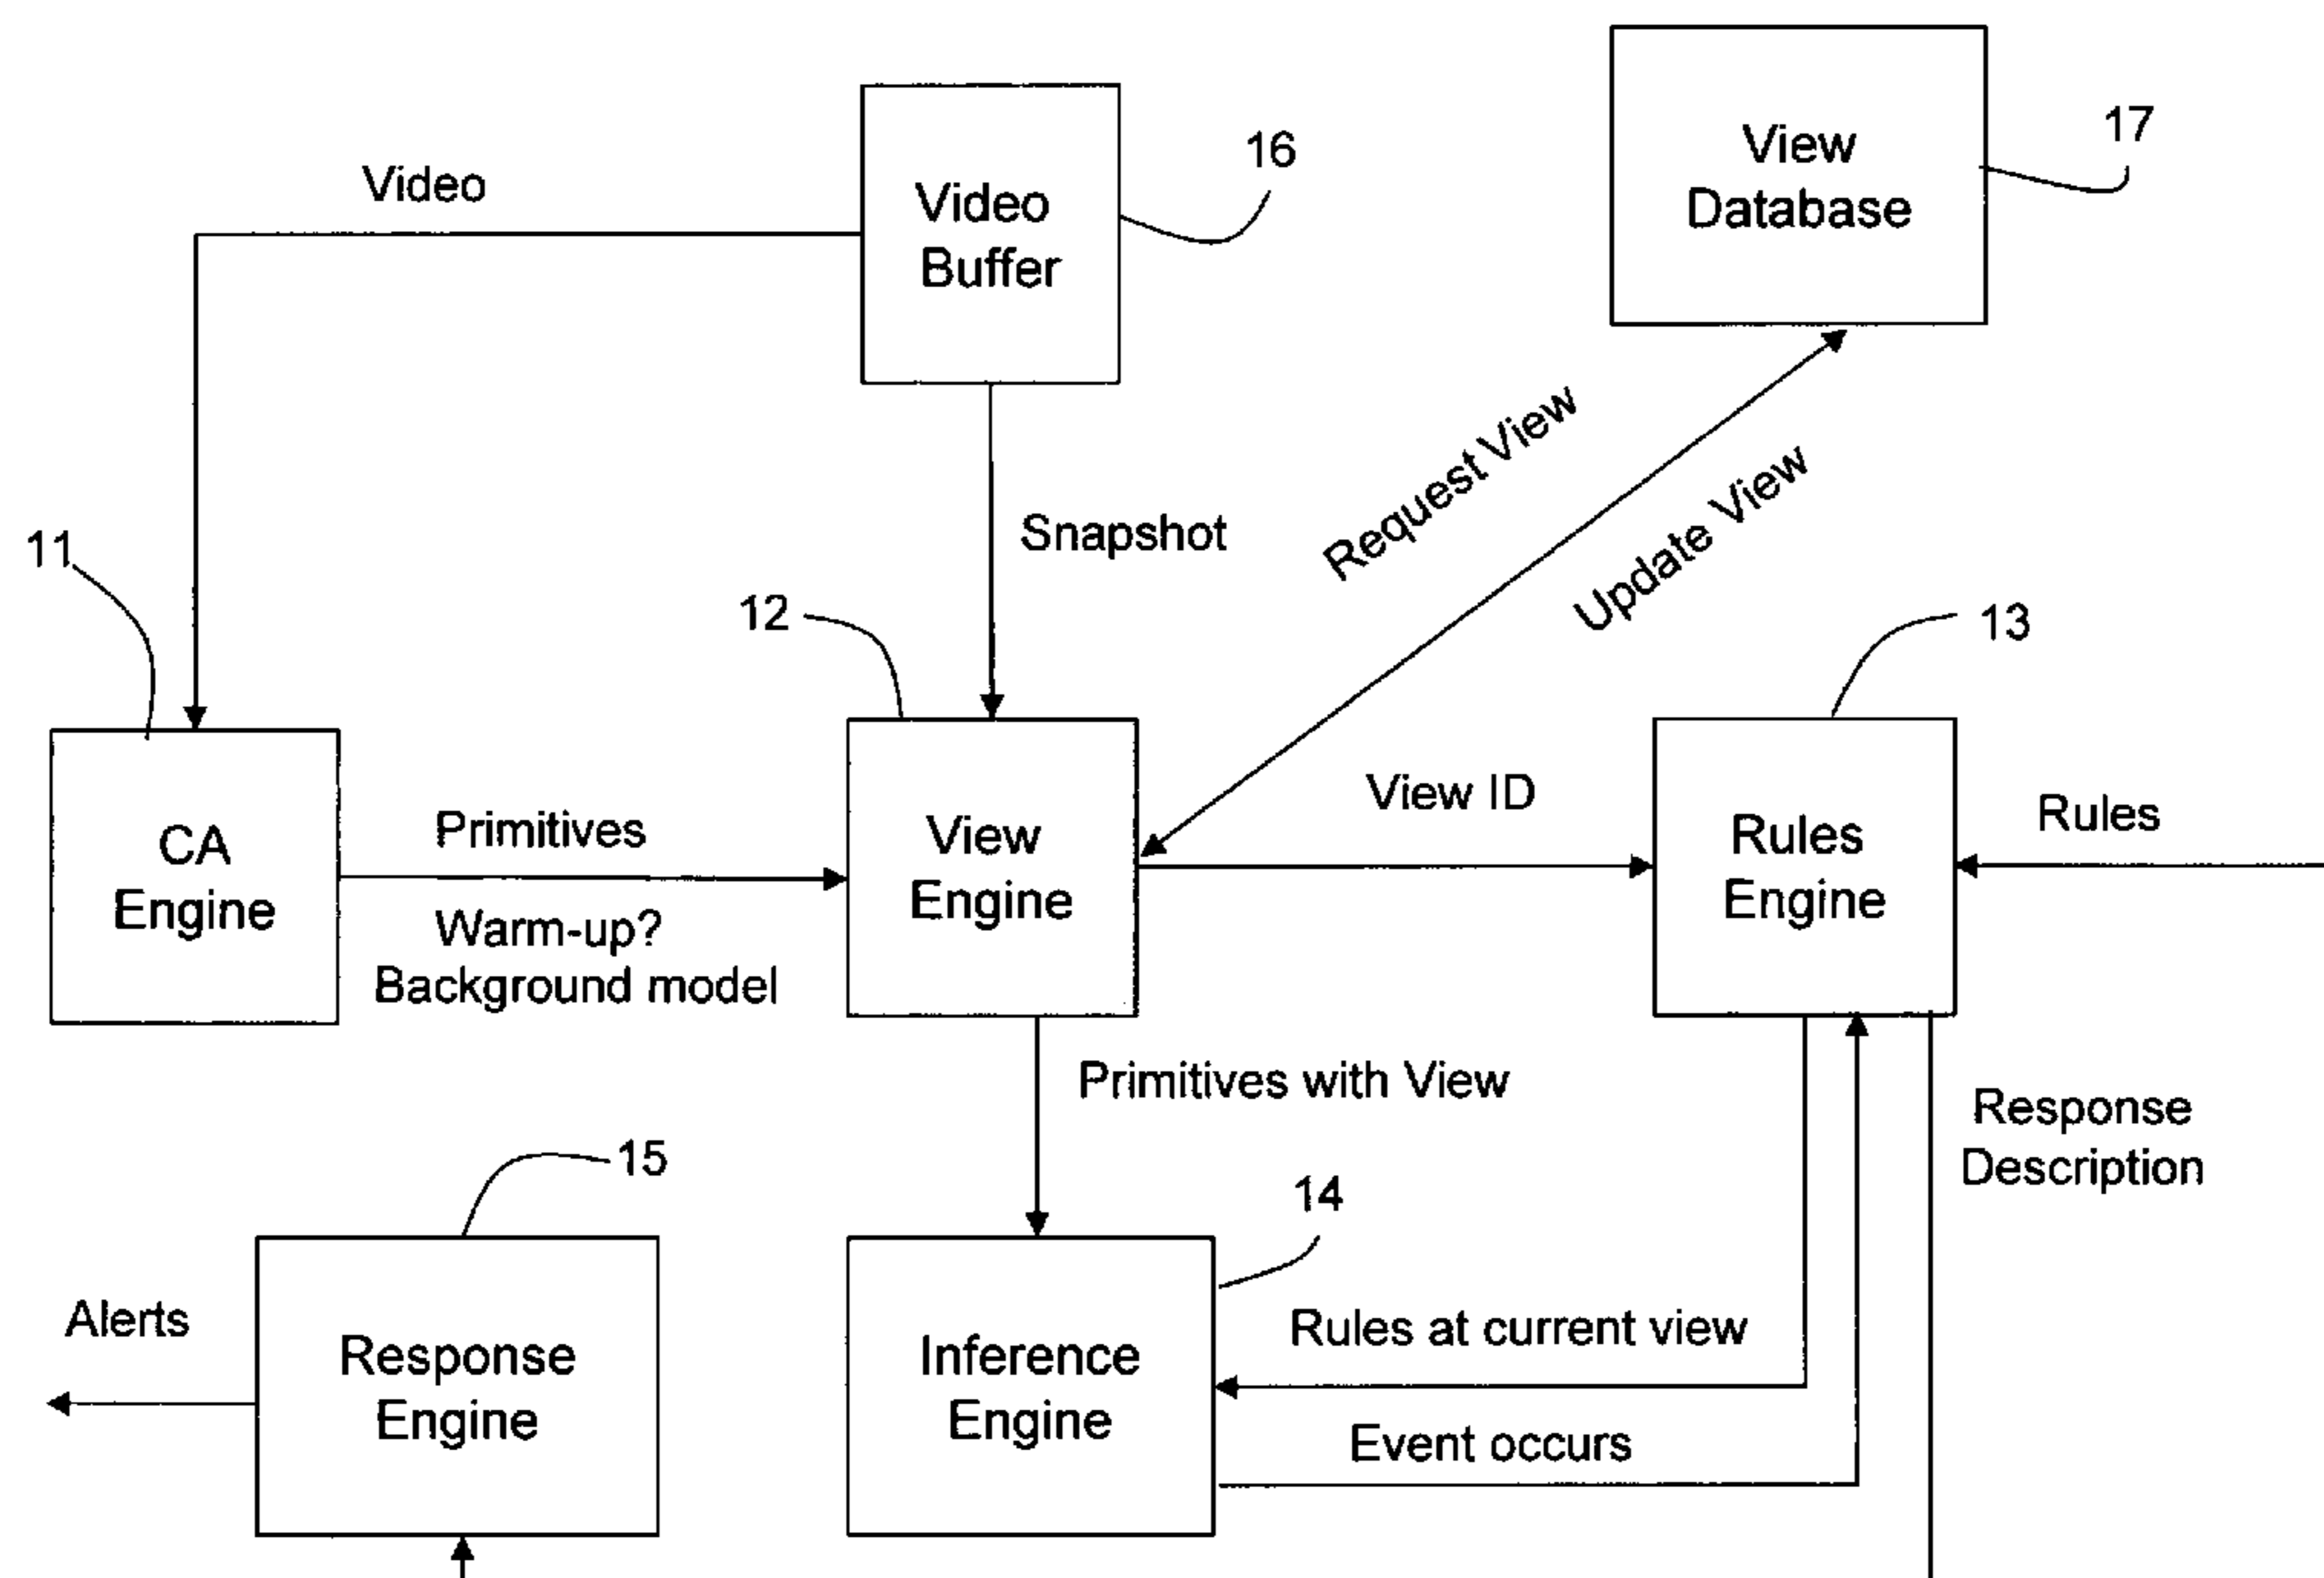 Video
Buffer
16
View
Database
17
Video
Snapshot
Request View
Update View
11
12
13
CA
Engine
Primitives
Warm-up?
Background model
View
Engine
View ID
Rules
Engine
Rules
Primitives with View
Response
Description
15
14
Alerts
Response
Engine
Inference
Engine
Rules at current view
Event occurs